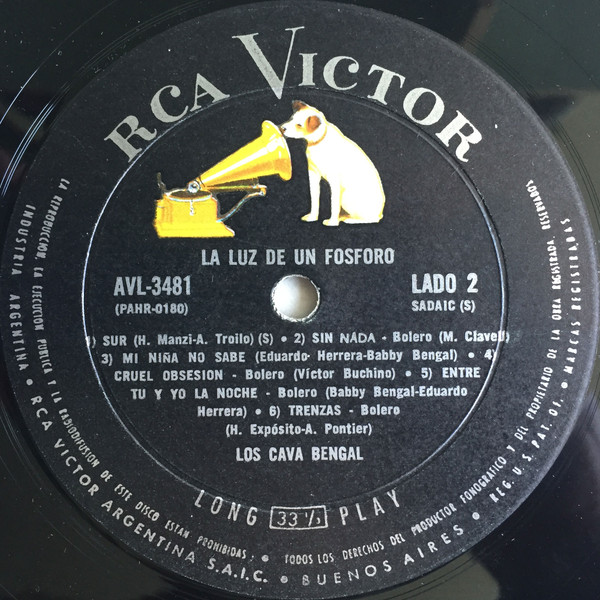 RCA VICTOR
LA LUZ DE UN FOSFORO
AVL-3481
(PAHR-0180)
LADO 2
SADAIC (S)
1) SUR (H. Manzi-A. Troilo) (S) • 2) SIN NADA - Bolero (M. Clavell)
3) MI NIÑA NO SABE (Eduardo Herrera-Babby Bengal) • 4)
CRUEL OBSESION - Bolero (Víctor Buchino) • 5) ENTRE
TU Y YO LA NOCHE - Bolero (Babby Bengal-Eduardo
Herrera) • 6) TRENZAS - Bolero
(H. Expósito-A. Pontier)
LOS CAVA BENGAL
LONG 33⅓ PLAY
LA REPRODUCCION, LA EJECUCION PUBLICA Y LA RADIODIFUSION DE ESTE DISCO ESTAN PROHIBIDAS • TODOS LOS DERECHOS DEL PRODUCTOR FONOGRAFICO Y DEL PROPIETARIO DE LA OBRA REGISTRADA, RESERVADOS
INDUSTRIA ARGENTINA • RCA VICTOR ARGENTINA S.A.I.C. • BUENOS AIRES • REG. U.S. PAT. OF. • MARCAS REGISTRADAS